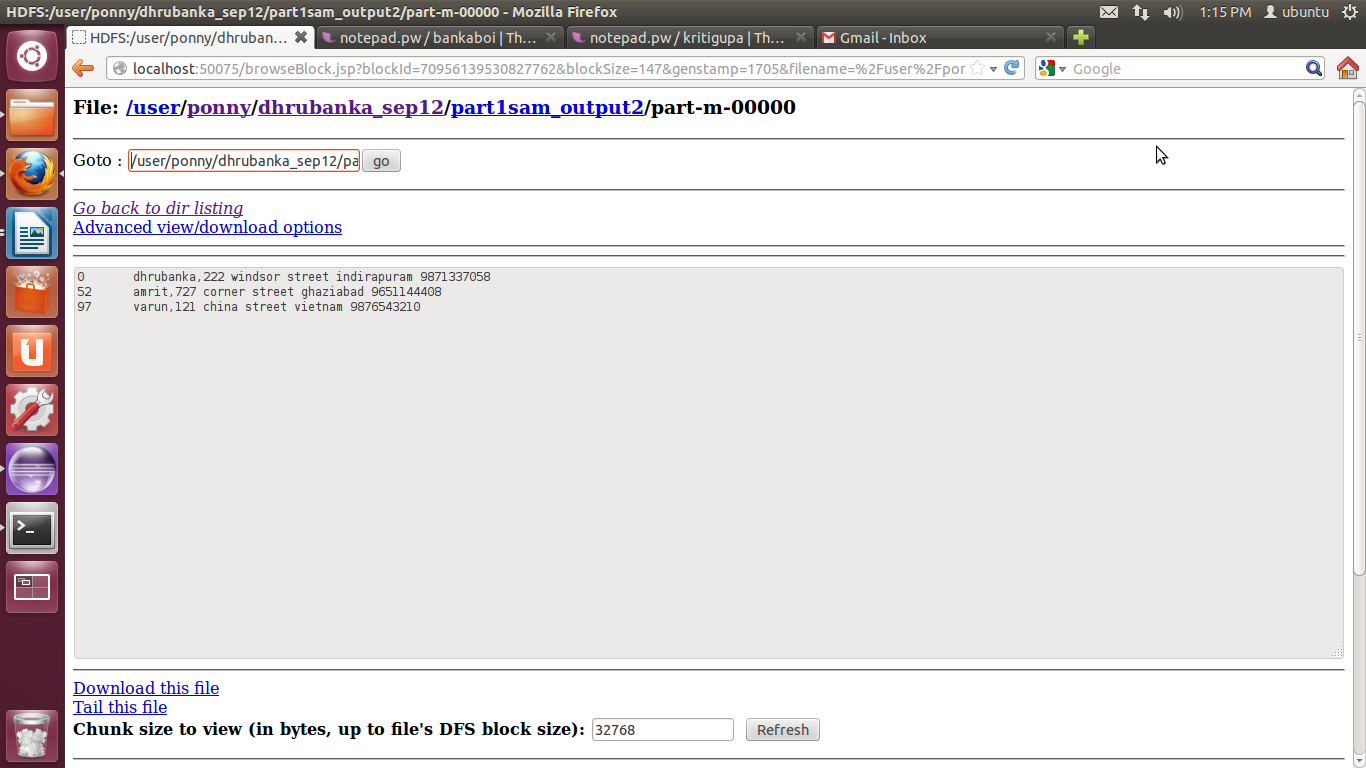 HDFS:/user/ponny/dhrubanka_sep12/part1sam_output2/part-m-00000 - Mozilla Firefox
1:15 PM ubuntu
HDFS:/user/ponny/dhruban...
notepad.pw / bankaboi | Th...
notepad.pw / kritigupa | Th...
Gmail - Inbox
localhost:50075/browseBlock.jsp?blockId=70956139530827762&blockSize=147&genstamp=1705&filename=%2Fuser%2Fpor
Google
File: /user/ponny/dhrubanka_sep12/part1sam_output2/part-m-00000
Goto : /user/ponny/dhrubanka_sep12/pa go
Go back to dir listing
Advanced view/download options
0 dhrubanka,222 windsor street indirapuram 9871337058
52 amrit,727 corner street ghaziabad 9651144408
97 varun,121 china street vietnam 9876543210
Download this file
Tail this file
Chunk size to view (in bytes, up to file's DFS block size): 32768 Refresh